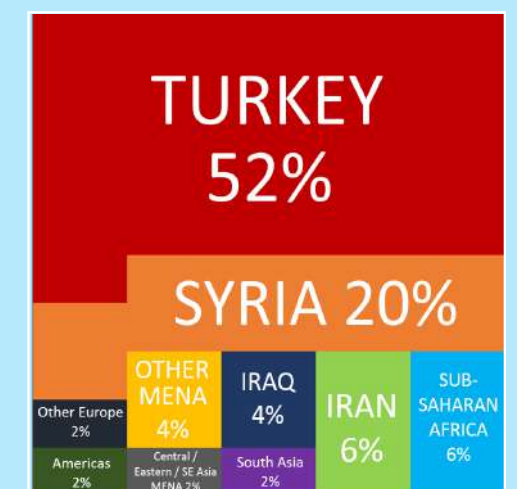 TURKEY
52%
SYRIA 20%
OTHER
MENA
4%
IRAQ
4%
IRAN
6%
SUB-
SAHARAN
AFRICA
6%
Other Europe
2%
Americas
2%
Central /
Eastern / SE Asia
MENA 2%
South Asia
2%